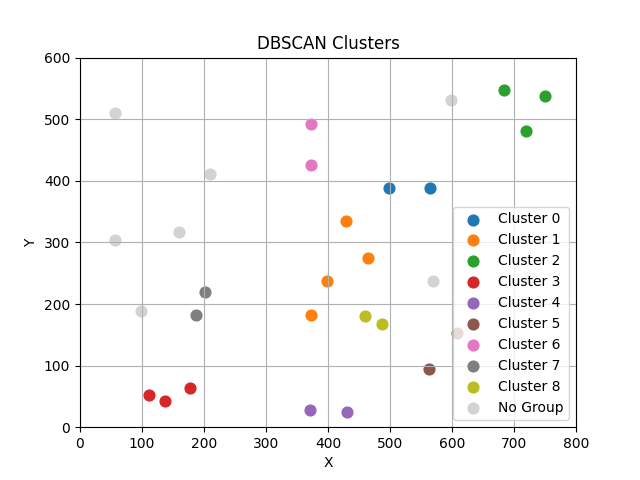 DBSCAN Clusters
600
500
400
300
200
100
0
Y
0 100 200 300 400 500 600 700 800
X
Cluster 0
Cluster 1
Cluster 2
Cluster 3
Cluster 4
Cluster 5
Cluster 6
Cluster 7
Cluster 8
No Group